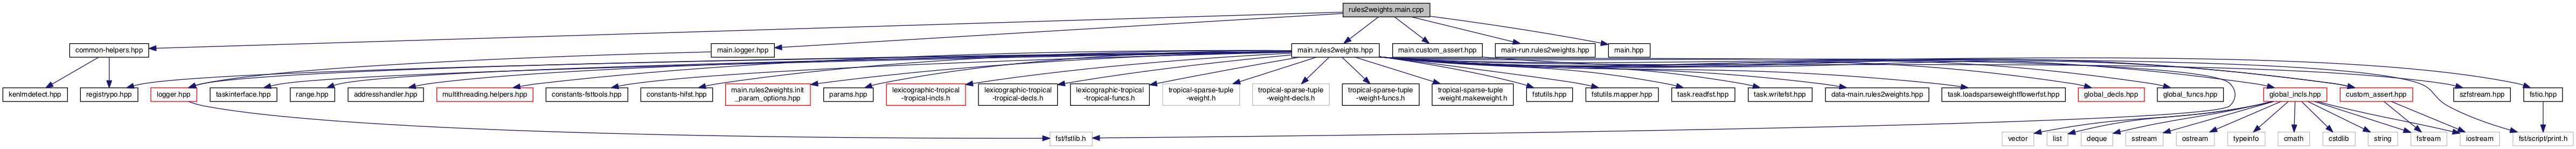 rules2weights.main.cpp
common-helpers.hpp
main.logger.hpp
main.rules2weights.hpp
main.custom_assert.hpp
main-run.rules2weights.hpp
main.hpp
kenlmdetect.hpp
registrypo.hpp
logger.hpp
taskinterface.hpp
range.hpp
addresshandler.hpp
multithreading.helpers.hpp
constants-fsttools.hpp
constants-hifst.hpp
main.rules2weights.init
_param_options.hpp
params.hpp
lexicographic-tropical
-tropical-incls.h
lexicographic-tropical
-tropical-decls.h
lexicographic-tropical
-tropical-funcs.h
tropical-sparse-tuple
-weight.h
tropical-sparse-tuple
-weight-decls.h
tropical-sparse-tuple
-weight-funcs.h
tropical-sparse-tuple
-weight.makeweight.h
fstutils.hpp
fstutils.mapper.hpp
task.readfst.hpp
task.writefst.hpp
data-main.rules2weights.hpp
task.loadsparseweightflowerfst.hpp
global_decls.hpp
global_funcs.hpp
global_incls.hpp
custom_assert.hpp
szfstream.hpp
fstio.hpp
fst/fstlib.h
vector
list
deque
sstream
ostream
typeinfo
cmath
cstdlib
string
fstream
iostream
fst/script/print.h